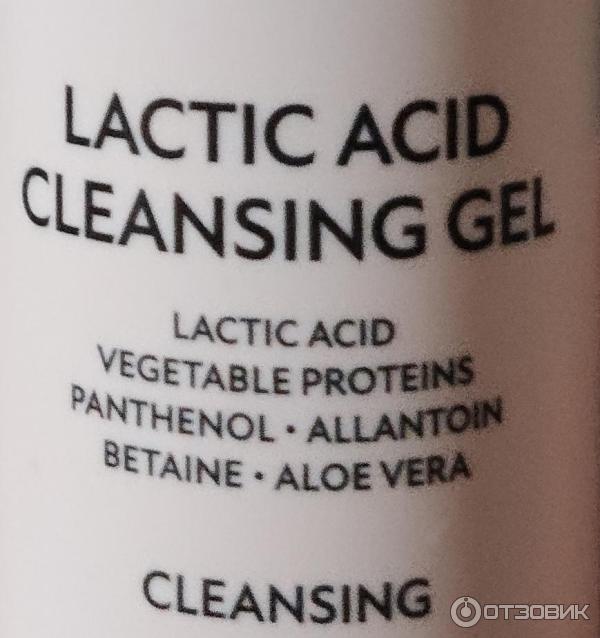 LACTIC ACID
CLEANSING GEL
LACTIC ACID
VEGETABLE PROTEINS
PANTHENOL • ALLANTOIN
BETAINE • ALOE VERA
CLEANSING
ОТЗОВИК